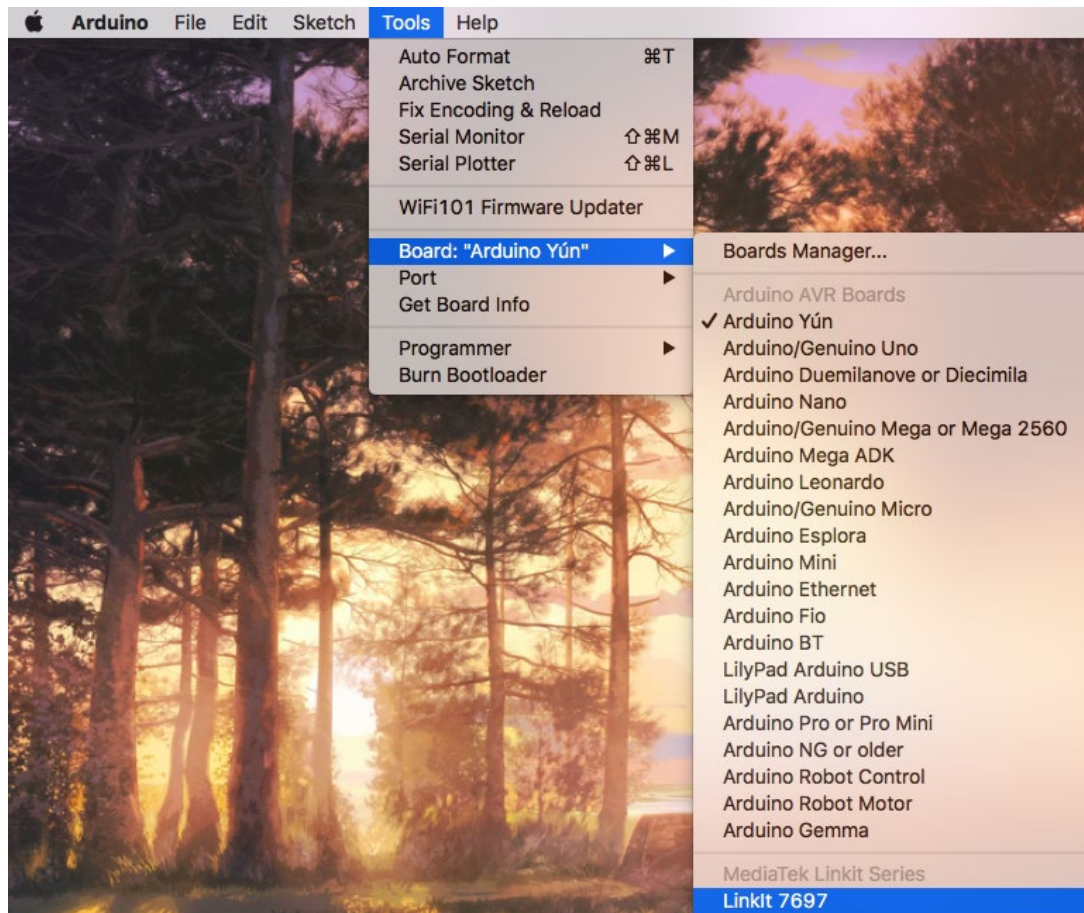 Arduino File Edit Sketch Tools Help
Auto Format ⌘T
Archive Sketch
Fix Encoding & Reload
Serial Monitor ⇧⌘M
Serial Plotter ⇧⌘L
WiFi101 Firmware Updater
Board: "Arduino Yún" ▶
Port ▶
Get Board Info
Programmer ▶
Burn Bootloader
Boards Manager...
Arduino AVR Boards
✓ Arduino Yún
Arduino/Genuino Uno
Arduino Duemilanove or Diecimila
Arduino Nano
Arduino/Genuino Mega or Mega 2560
Arduino Mega ADK
Arduino Leonardo
Arduino/Genuino Micro
Arduino Esplora
Arduino Mini
Arduino Ethernet
Arduino Fio
Arduino BT
LilyPad Arduino USB
LilyPad Arduino
Arduino Pro or Pro Mini
Arduino NG or older
Arduino Robot Control
Arduino Robot Motor
Arduino Gemma
MediaTek Linkit Series
LinkIt 7697